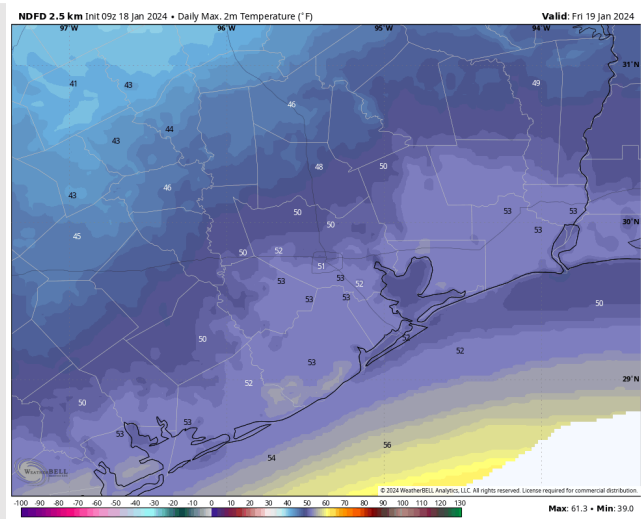 NDFD 2.5 km Init 09z 18 Jan 2024 • Daily Max. 2m Temperature (°F) Valid: Fri 19 Jan 2024
97°W 96°W 95°W 94°W
31°N
41 43 49
46
44
43
48 50
46
43
50 53 53
30°N
45 50 53
50 52
51
53 53 52
53 53
50
50
52 52
53
29°N
52
50
53
53
56
54
WeatherBELL
© 2024 WeatherBELL Analytics, LLC. All rights reserved. License required for commercial distribution.
-100 -90 -80 -70 -60 -50 -40 -30 -20 -10 0 10 20 30 40 50 60 70 80 90 100 110 120 130
Max: 61.3 • Min: 39.0